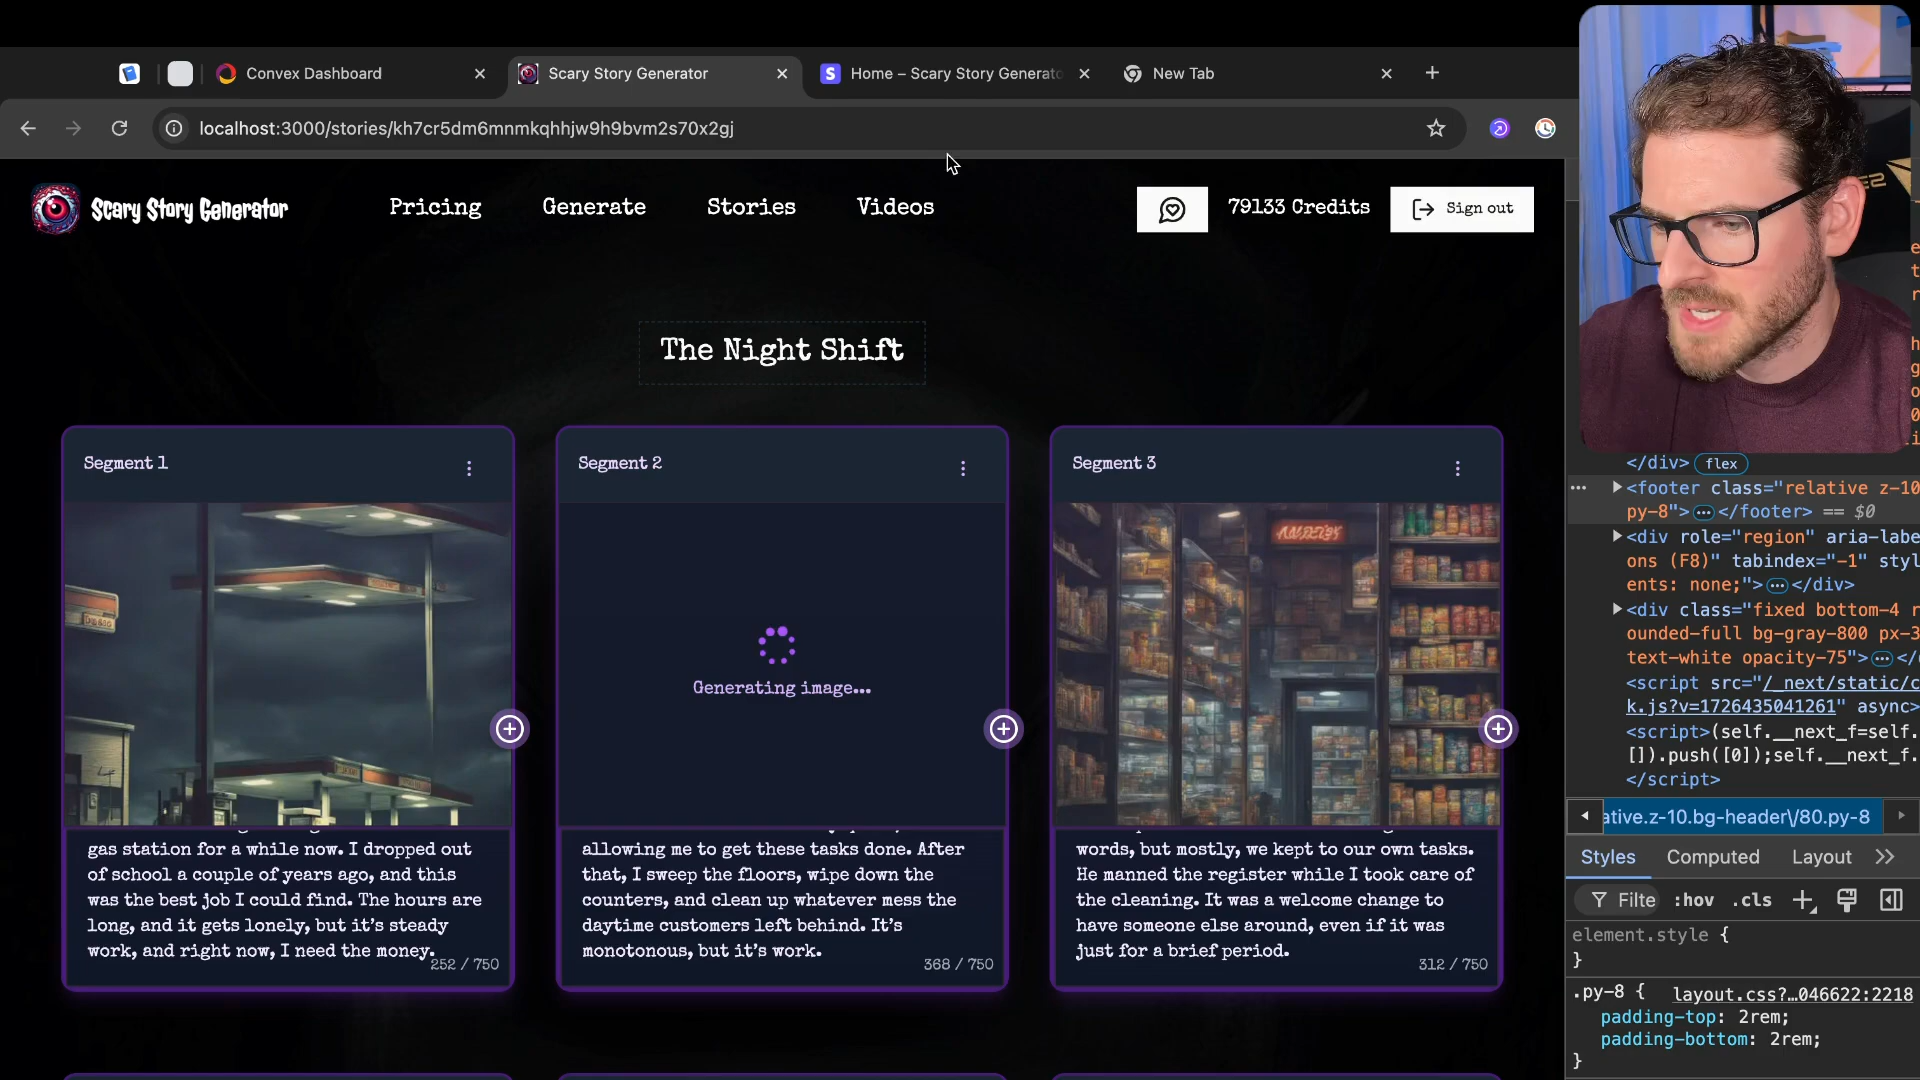 Convex Dashboard
Scary Story Generator
Home – Scary Story Generato
New Tab
localhost:3000/stories/kh7cr5dm6mnmkqhhjw9h9bvm2s70x2gj
Scary Story Generator
Pricing
Generate
Stories
Videos
79133 Credits
Sign out
The Night Shift
Segment 1
Segment 2
Segment 3
Generating image...
gas station for a while now. I dropped out
of school a couple of years ago, and this
was the best job I could find. The hours are
long, and it gets lonely, but it's steady
work, and right now, I need the money.
252 / 750
allowing me to get these tasks done. After
that, I sweep the floors, wipe down the
counters, and clean up whatever mess the
daytime customers left behind. It's
monotonous, but it's work.
368 / 750
words, but mostly, we kept to our own tasks.
He manned the register while I took care of
the cleaning. It was a welcome change to
have someone else around, even if it was
just for a brief period.
312 / 750
</div> flex
<footer class="relative z-10
py-8"> … </footer> == $0
<div role="region" aria-labe
ons (F8)" tabindex="-1" styl
ents: none;"> … </div>
<div class="fixed bottom-4 r
ounded-full bg-gray-800 px-3
text-white opacity-75"> … </
<script src="/_next/static/c
k.js?v=1726435041261" async>
<script>(self.__next_f=self.
[]).push([0]);self.__next_f.
</script>
ative.z-10.bg-header\/80.py-8
Styles
Computed
Layout
Filte
:hov
.cls
element.style {
}
.py-8 {
layout.css?…046622:2218
padding-top: 2rem;
padding-bottom: 2rem;
}